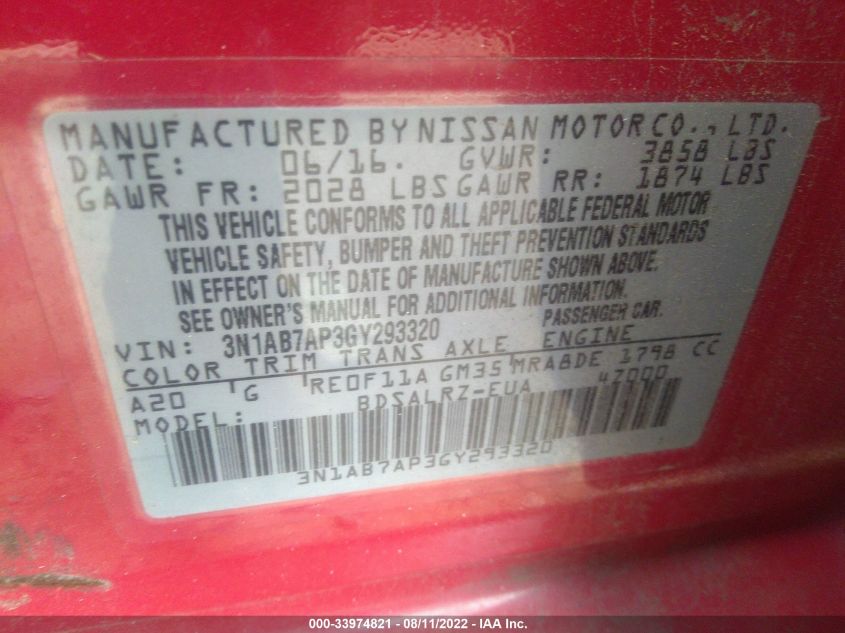 MANUFACTURED BY NISSAN MOTOR CO., LTD.
DATE: 06/16. GVWR: 3858 LBS
GAWR FR: 2028 LBS GAWR RR: 1874 LBS
THIS VEHICLE CONFORMS TO ALL APPLICABLE FEDERAL MOTOR
VEHICLE SAFETY, BUMPER AND THEFT PREVENTION STANDARDS
IN EFFECT ON THE DATE OF MANUFACTURE SHOWN ABOVE.
SEE OWNER'S MANUAL FOR ADDITIONAL INFORMATION.
VIN: 3N1AB7AP3GY293320 PASSENGER CAR.
COLOR TRIM TRANS AXLE ENGINE
A20 G RE0F11A GM35 MRA8DE 1798 CC
MODEL: BDSALRZ-EUA 47000
3N1AB7AP3GY293320
000-33974821 - 08/11/2022 - IAA Inc.